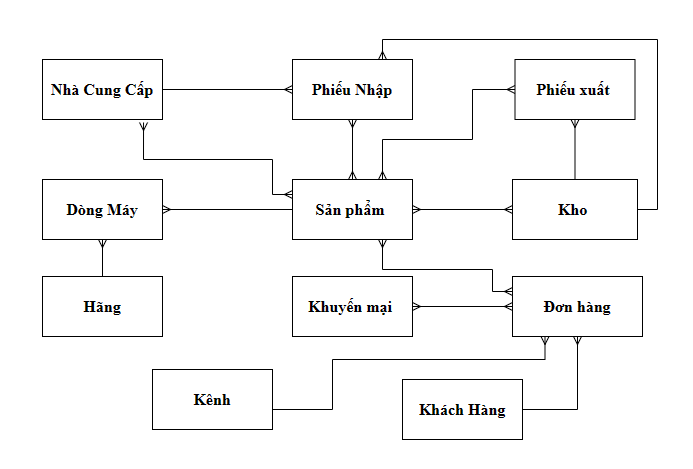 Nhà Cung Cấp
Phiếu Nhập
Phiếu xuất
Dòng Máy
Sản phẩm
Kho
Hãng
Khuyến mại
Đơn hàng
Kênh
Khách Hàng